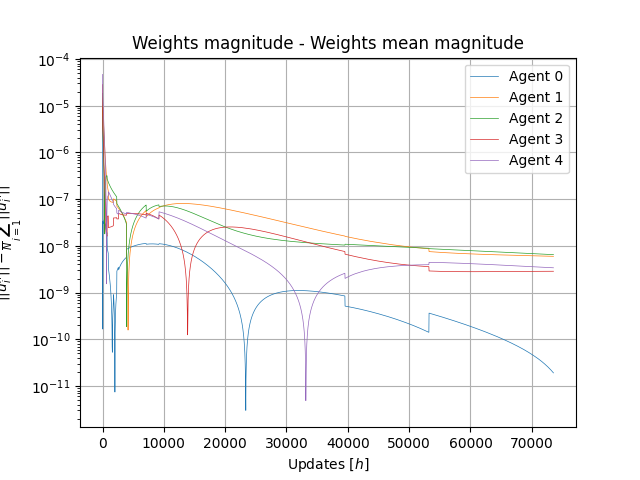 Weights magnitude - Weights mean magnitude
10⁻⁴
10⁻⁵
10⁻⁶
10⁻⁷
10⁻⁸
10⁻⁹
10⁻¹⁰
10⁻¹¹
Agent 0
Agent 1
Agent 2
Agent 3
Agent 4
0 10000 20000 30000 40000 50000 60000 70000
Updates [h]